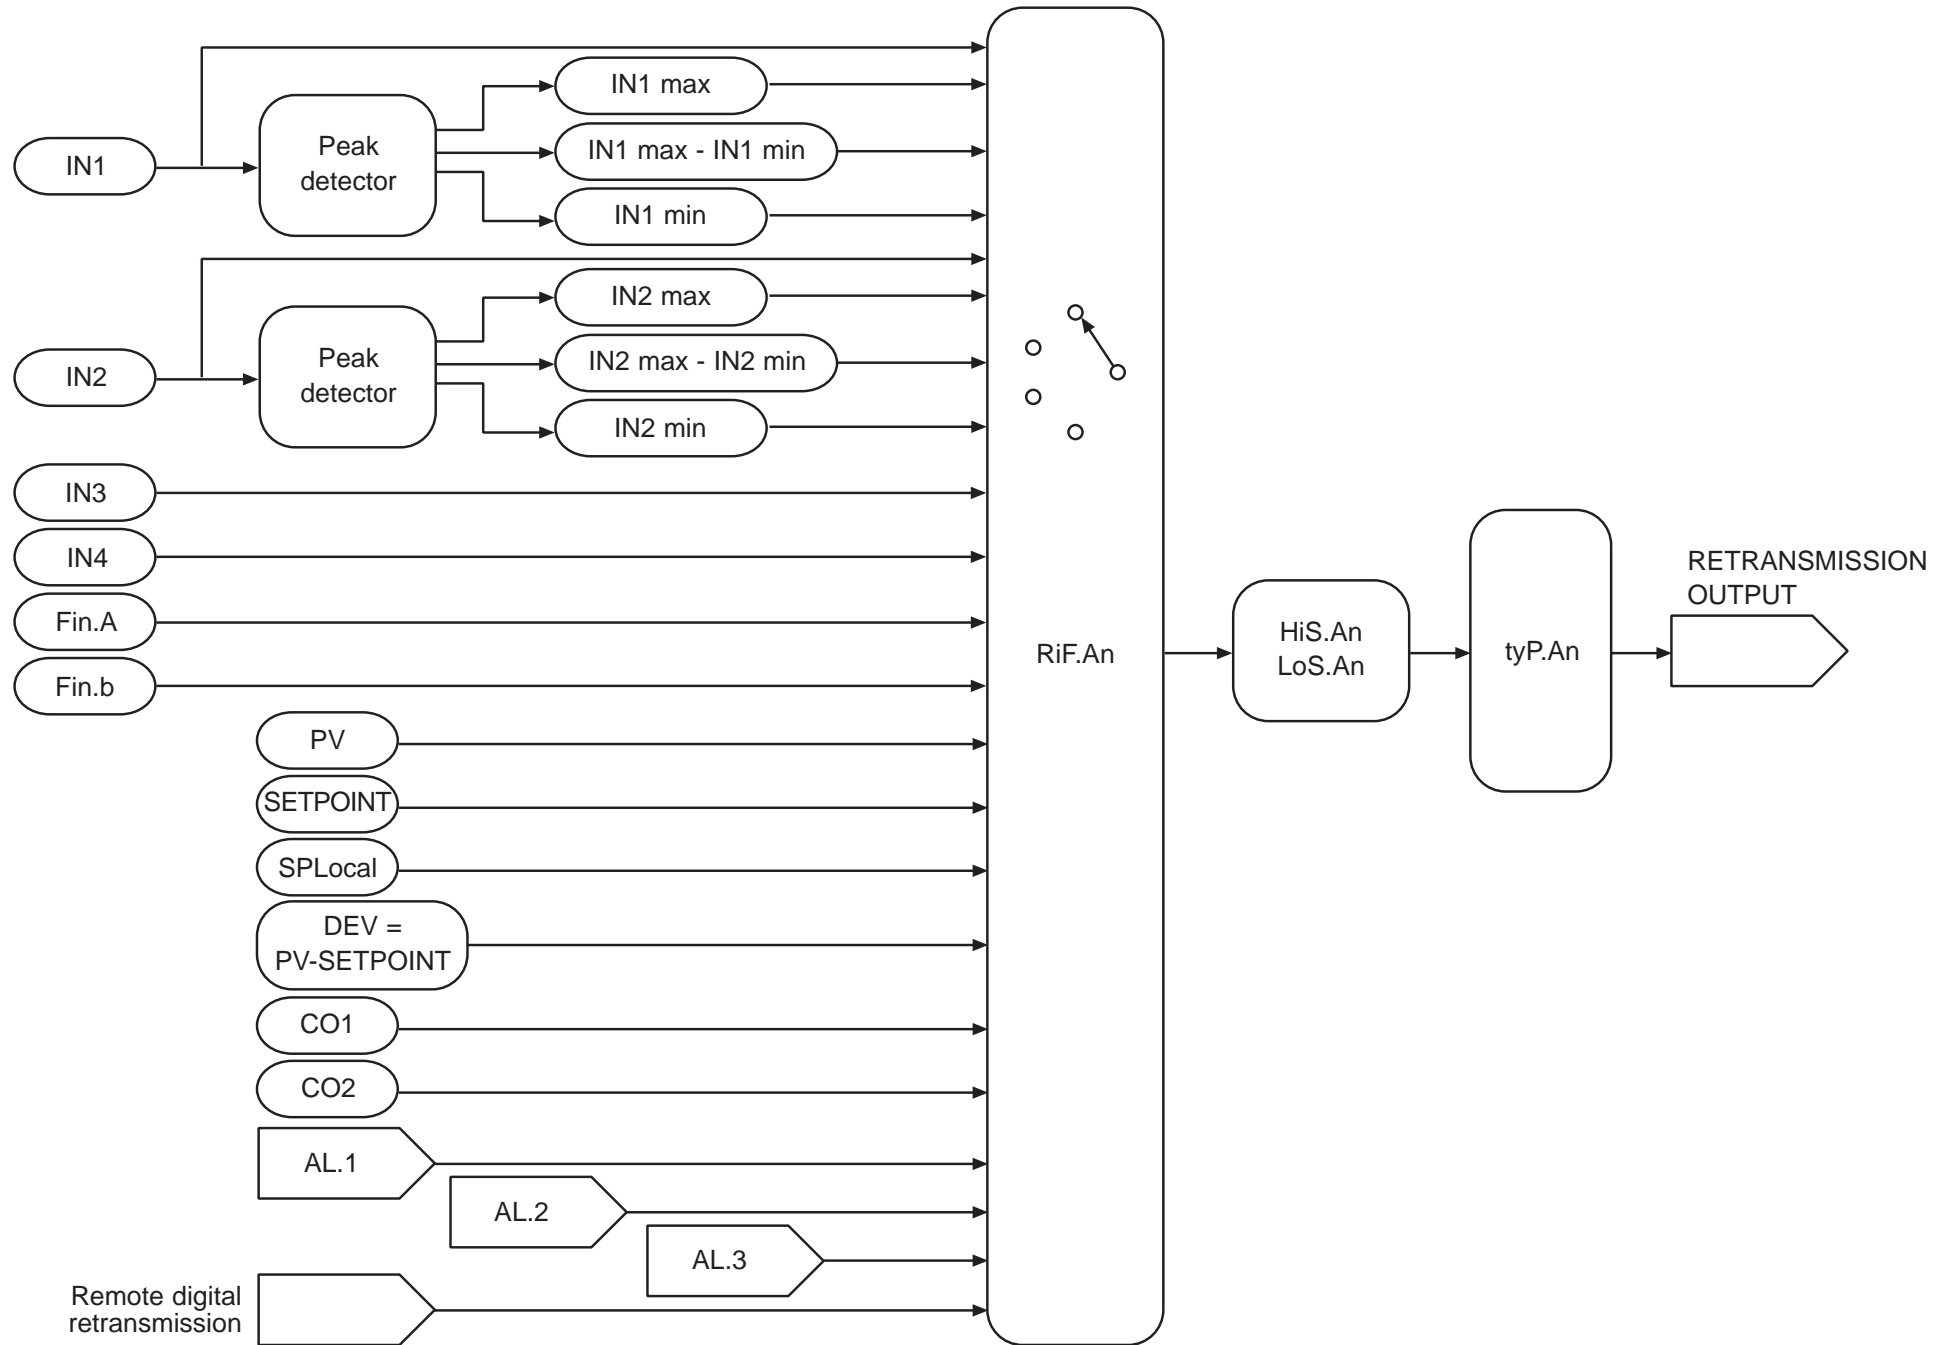 IN1
Peak
detector
IN1 max
IN1 max - IN1 min
IN1 min
IN2
Peak
detector
IN2 max
IN2 max - IN2 min
IN2 min
IN3
IN4
Fin.A
Fin.b
PV
SETPOINT
SPLocal
DEV =
PV-SETPOINT
CO1
CO2
AL.1
AL.2
AL.3
Remote digital
retransmission
RiF.An
HiS.An
LoS.An
tyP.An
RETRANSMISSION
OUTPUT